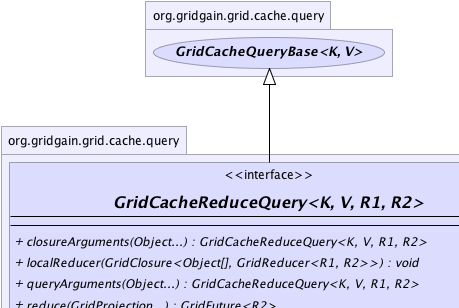 org.gridgain.grid.cache.query
GridCacheQueryBase<K, V>
org.gridgain.grid.cache.query
<<interface>>
GridCacheReduceQuery<K, V, R1, R2>
+ closureArguments(Object...) : GridCacheReduceQuery<K, V, R1, R2>
+ localReducer(GridClosure<Object[], GridReducer<R1, R2>>) : void
+ queryArguments(Object...) : GridCacheReduceQuery<K, V, R1, R2>
+ reduce(GridProjection...) : GridFuture<R2>